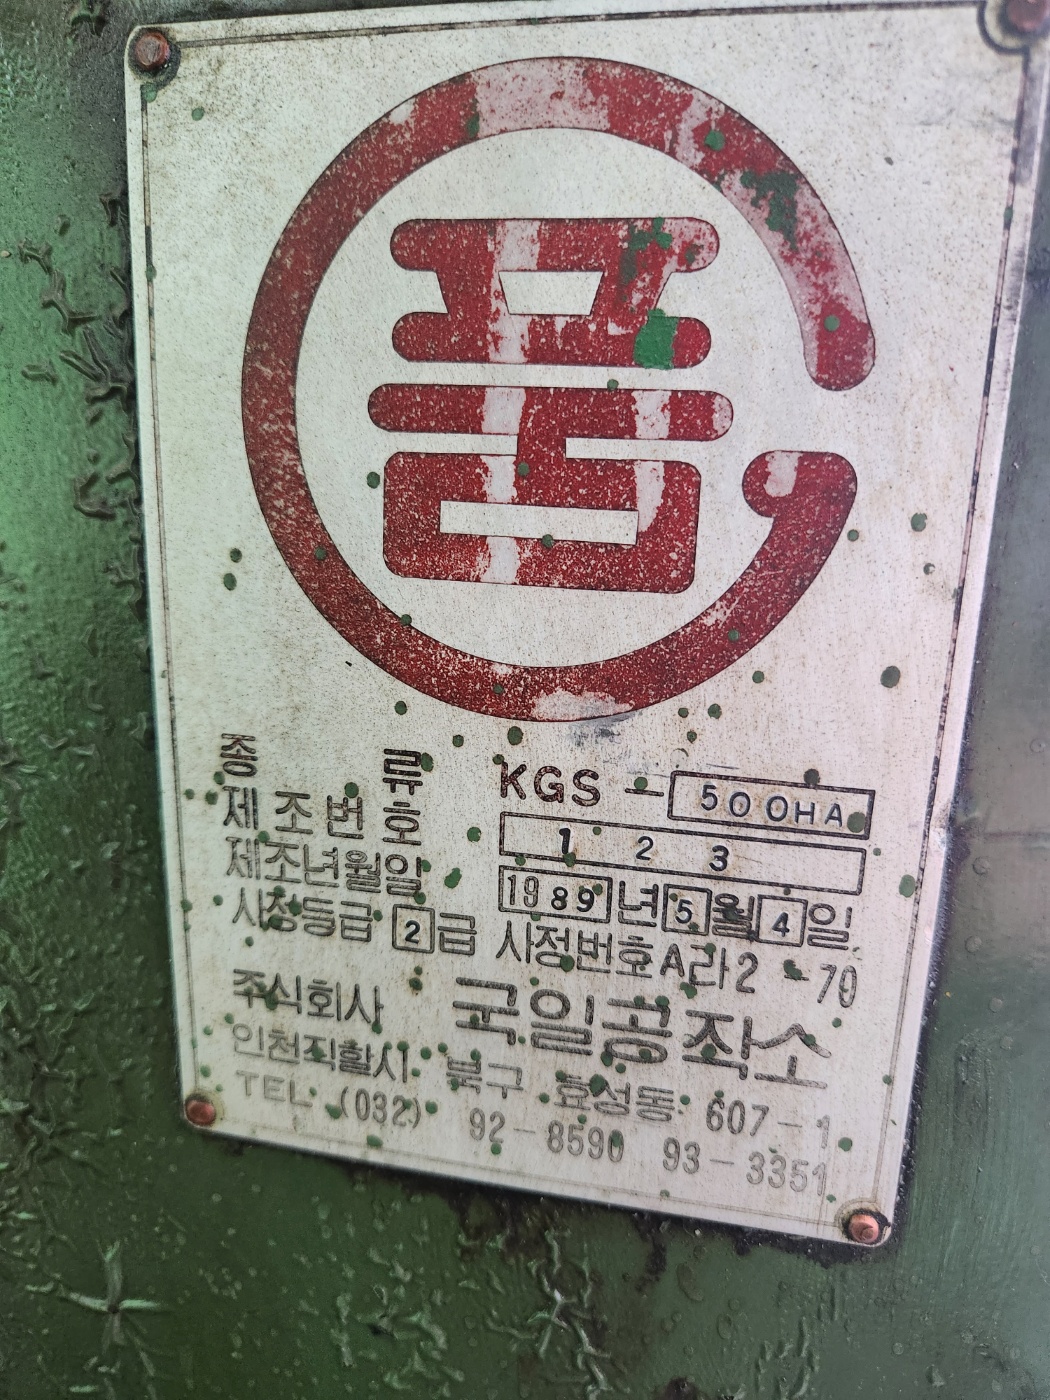 품
종 류 KGS - 500HA
제조번호 1 2 3
제조년월일 1989년 5월 4일
사정등급 2급 사정번호 A라2 - 70
주식회사 국일공작소
인천직할시 북구 효성동 607-1
TEL (032) 92-8590 93-3351